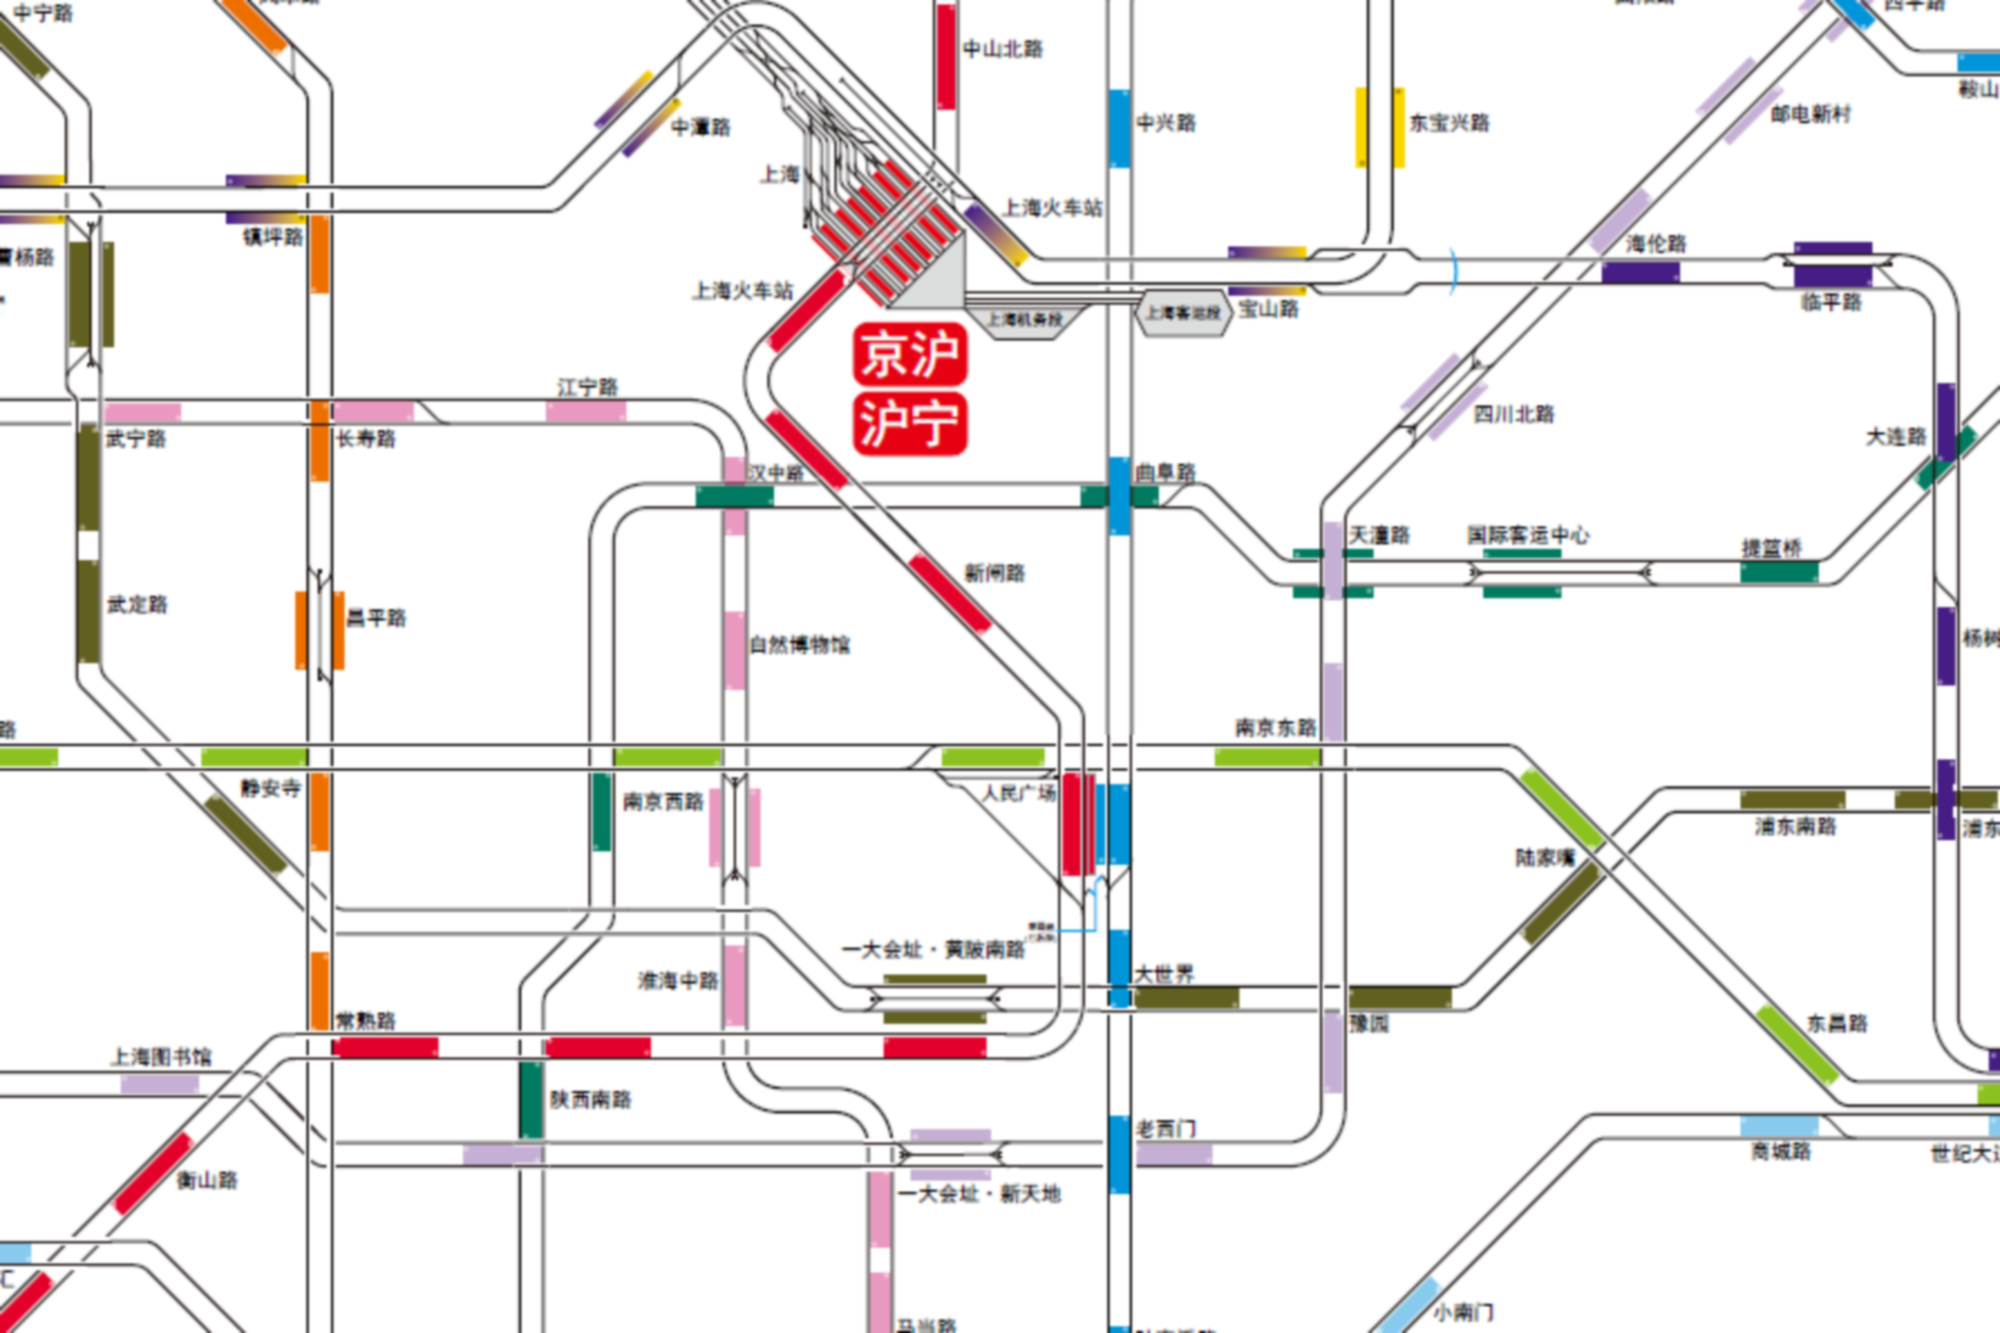 中宁路
中山北路
中兴路
东宝兴路
四平路
鞍山
邮电新村
中潭路
上海
上海火车站
镇坪路
曹杨路
海伦路
临平路
上海火车站
上海机务段
上海客运段
宝山路
京沪
沪宁
江宁路
武宁路
长寿路
汉中路
曲阜路
四川北路
大连路
天潼路
国际客运中心
提篮桥
新闸路
武定路
昌平路
自然博物馆
杨树
路
南京东路
静安寺
南京西路
人民广场
浦东南路
浦东
陆家嘴
一大会址·黄陂南路
淮海中路
大世界
豫园
东昌路
常熟路
上海图书馆
陕西南路
老西门
商城路
世纪大道
衡山路
一大会址·新天地
汇
小南门
马当路